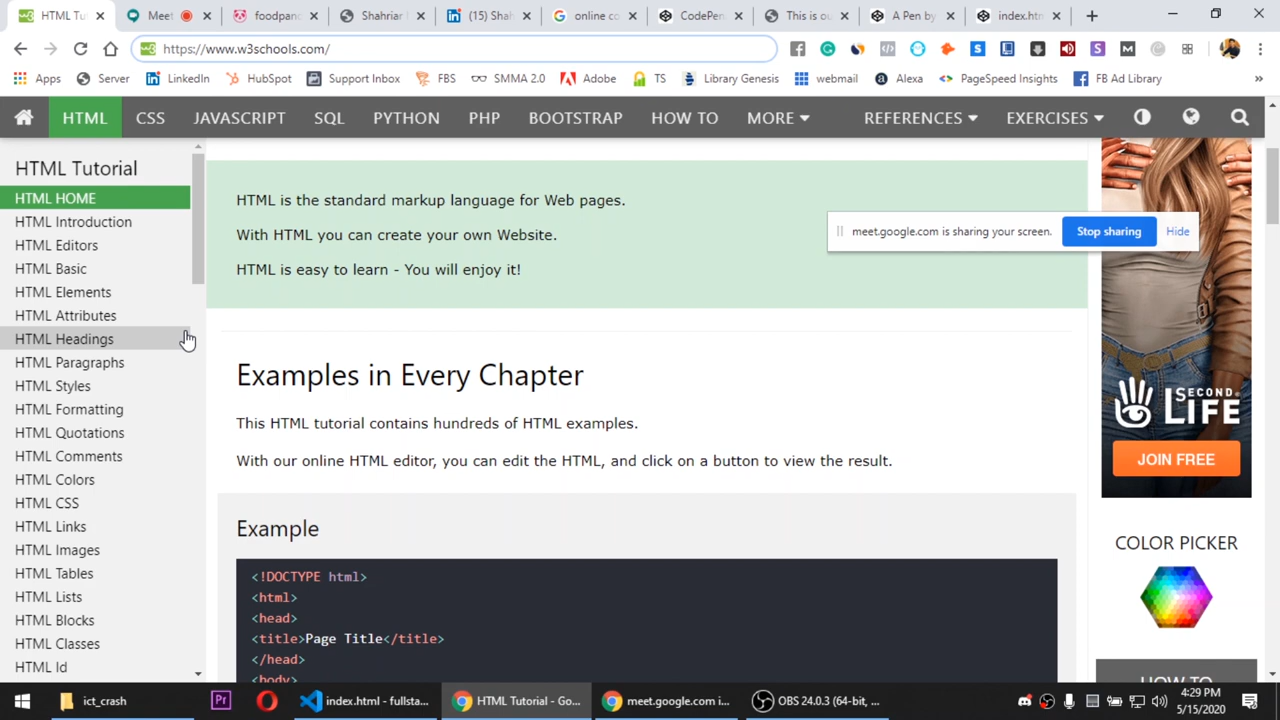 HTML T
Meet
foodpan
Shahriar
(15) Sha
online co
CodePen
This is ou
A Pen by
index.htm
https://www.w3schools.com/
Apps
Server
LinkedIn
HubSpot
Support Inbox
FBS
SMMA 2.0
Adobe
TS
Library Genesis
webmail
Alexa
PageSpeed Insights
FB Ad Library
HTML
CSS
JAVASCRIPT
SQL
PYTHON
PHP
BOOTSTRAP
HOW TO
MORE
REFERENCES
EXERCISES
HTML Tutorial
HTML HOME
HTML Introduction
HTML Editors
HTML Basic
HTML Elements
HTML Attributes
HTML Headings
HTML Paragraphs
HTML Styles
HTML Formatting
HTML Quotations
HTML Comments
HTML Colors
HTML CSS
HTML Links
HTML Images
HTML Tables
HTML Lists
HTML Blocks
HTML Classes
HTML Id
HTML is the standard markup language for Web pages.
With HTML you can create your own Website.
HTML is easy to learn - You will enjoy it!
meet.google.com is sharing your screen.
Stop sharing
Hide
Examples in Every Chapter
This HTML tutorial contains hundreds of HTML examples.
With our online HTML editor, you can edit the HTML, and click on a button to view the result.
Example
<!DOCTYPE html>
<html>
<head>
<title>Page Title</title>
</head>
<body>
SECOND
LIFE
JOIN FREE
COLOR PICKER
HOW TO
ict_crash
index.html - fullsta...
HTML Tutorial - Go...
meet.google.com i...
OBS 24.0.3 (64-bit, ...
4:29 PM
5/15/2020